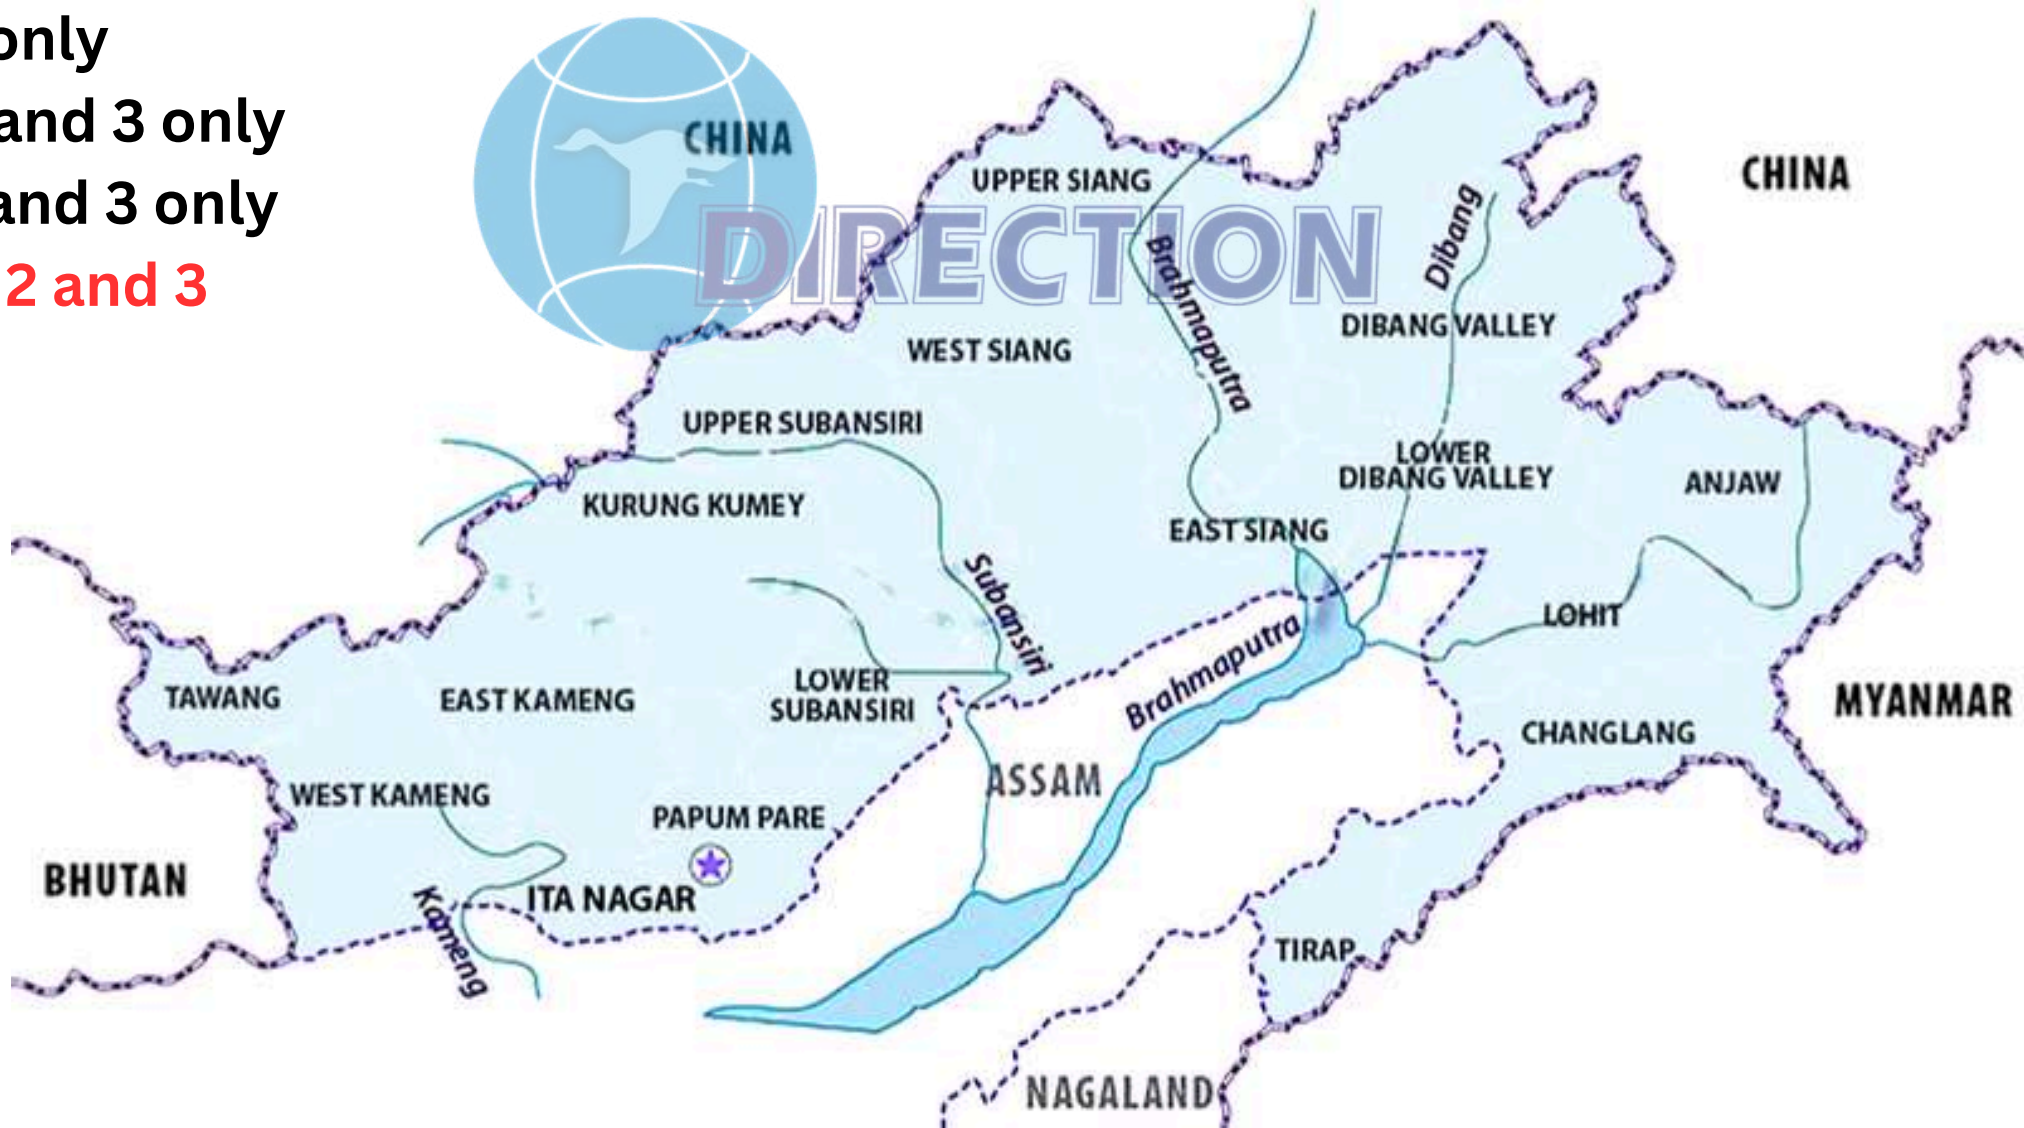 only
and 3 only
and 3 only
2 and 3
CHINA
DIRECTION
CHINA
UPPER SIANG
Brahmaputra
Dibang
DIBANG VALLEY
WEST SIANG
UPPER SUBANSIRI
LOWER
DIBANG VALLEY
ANJAW
KURUNG KUMEY
EAST SIANG
Subansiri
LOHIT
Brahmaputra
TAWANG
EAST KAMENG
LOWER
SUBANSIRI
MYANMAR
CHANGLANG
ASSAM
WEST KAMENG
PAPUM PARE
BHUTAN
Kameng
ITA NAGAR
TIRAP
NAGALAND